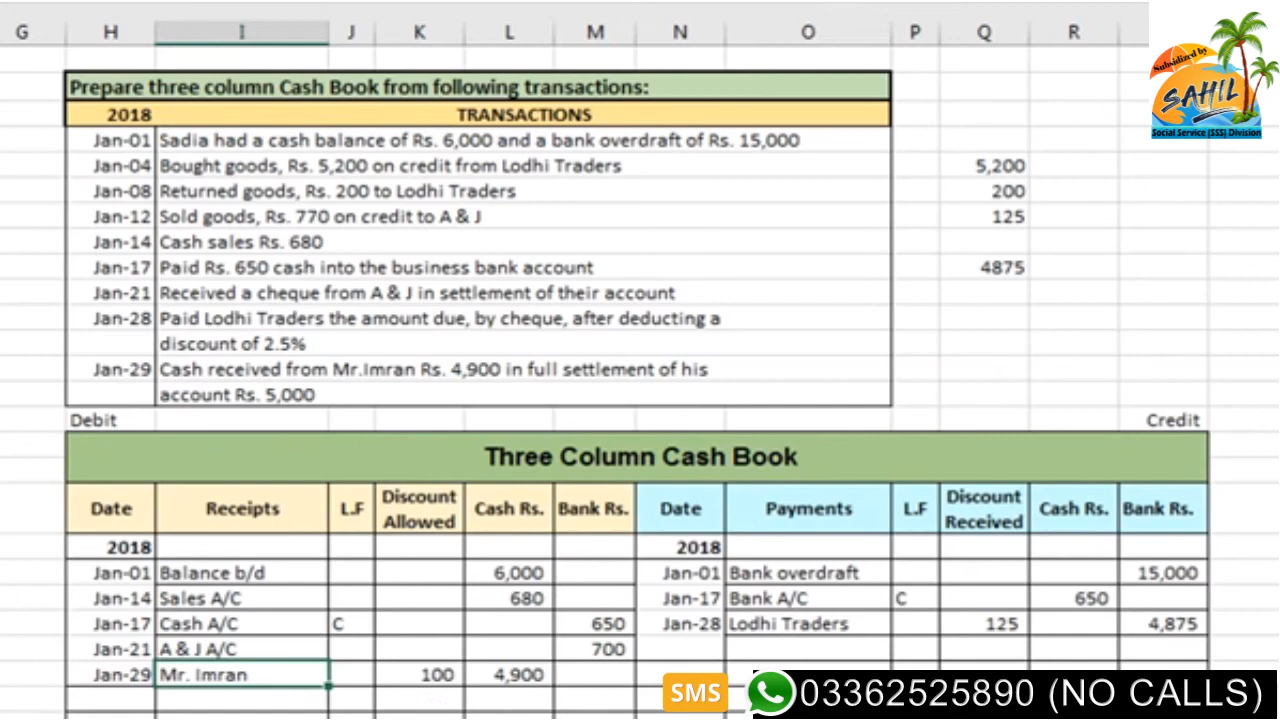 G H I J K L M N O P Q R
Subsidized by
SAHIL
Social Service (SSS) Division
Prepare three column Cash Book from following transactions:
2018 TRANSACTIONS
Jan-01 Sadia had a cash balance of Rs. 6,000 and a bank overdraft of Rs. 15,000
Jan-04 Bought goods, Rs. 5,200 on credit from Lodhi Traders 5,200
Jan-08 Returned goods, Rs. 200 to Lodhi Traders 200
Jan-12 Sold goods, Rs. 770 on credit to A & J 125
Jan-14 Cash sales Rs. 680
Jan-17 Paid Rs. 650 cash into the business bank account 4875
Jan-21 Received a cheque from A & J in settlement of their account
Jan-28 Paid Lodhi Traders the amount due, by cheque, after deducting a
discount of 2.5%
Jan-29 Cash received from Mr.Imran Rs. 4,900 in full settlement of his
account Rs. 5,000
Debit Credit
Three Column Cash Book
Date Receipts L.F Discount Allowed Cash Rs. Bank Rs. Date Payments L.F Discount Received Cash Rs. Bank Rs.
2018 2018
Jan-01 Balance b/d 6,000 Jan-01 Bank overdraft 15,000
Jan-14 Sales A/C 680 Jan-17 Bank A/C C 650
Jan-17 Cash A/C C 650 Jan-28 Lodhi Traders 125 4,875
Jan-21 A & J A/C 700
Jan-29 Mr. Imran 100 4,900
SMS 03362525890 (NO CALLS)